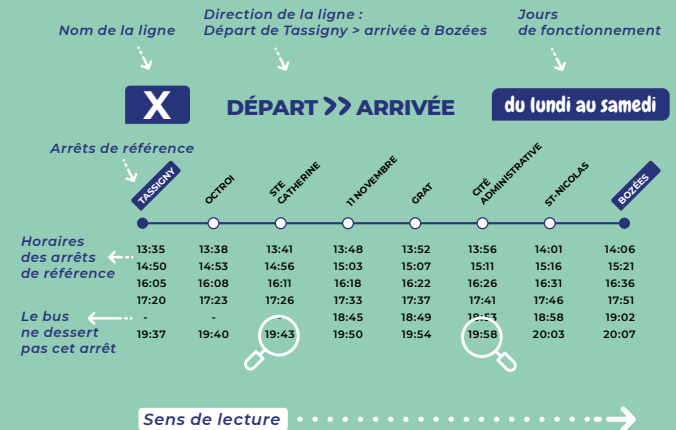 Nom de la ligne
Direction de la ligne :
Départ de Tassigny > arrivée à Bozées
Jours
de fonctionnement
X
DÉPART >> ARRIVÉE
du lundi au samedi
Arrêts de référence
TASSIGNY
OCTROI
STE
CATHERINE
11 NOVEMBRE
GRAT
CITÉ
ADMINISTRATIVE
ST-NICOLAS
BOZÉES
Horaires
des arrêts
de référence
13:35 13:38 13:41 13:48 13:52 13:56 14:01 14:06
14:50 14:53 14:56 15:03 15:07 15:11 15:16 15:21
16:05 16:08 16:11 16:18 16:22 16:26 16:31 16:36
17:20 17:23 17:26 17:33 17:37 17:41 17:46 17:51
Le bus
ne dessert
pas cet arrêt
- - - 18:45 18:49 18:53 18:58 19:02
19:37 19:40 19:43 19:50 19:54 19:58 20:03 20:07
Sens de lecture